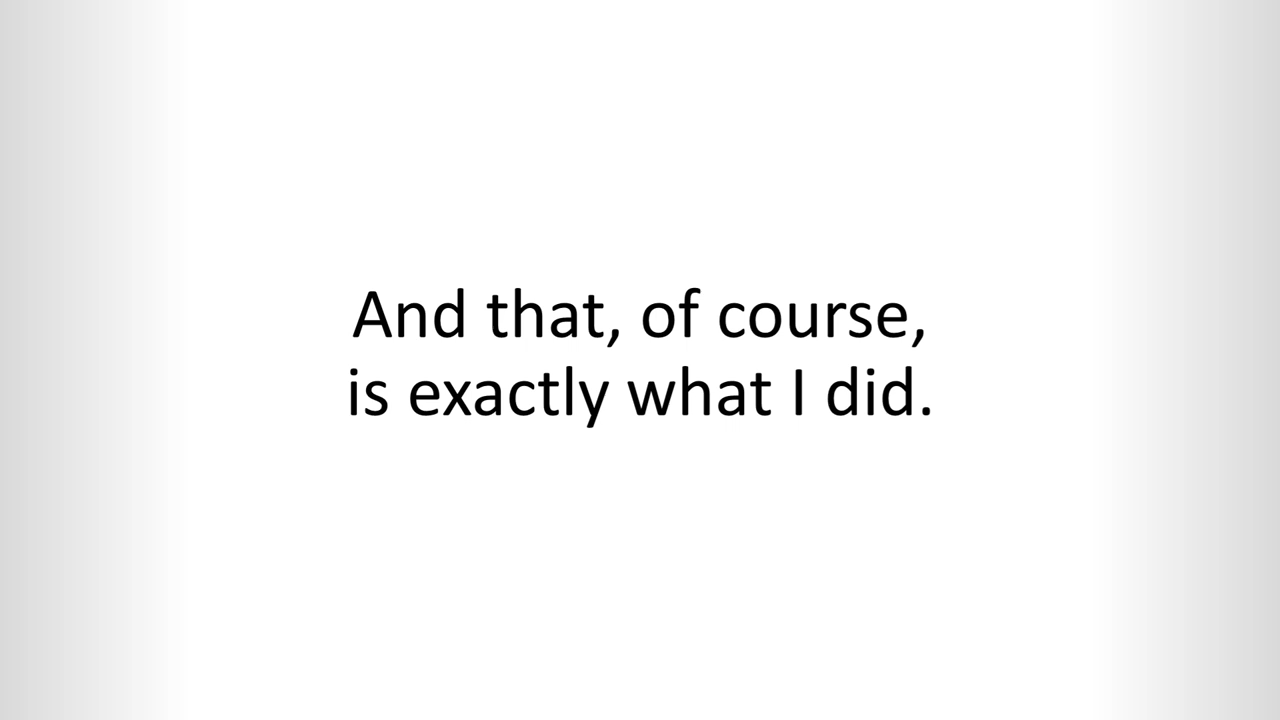 And that, of course,
is exactly what I did.